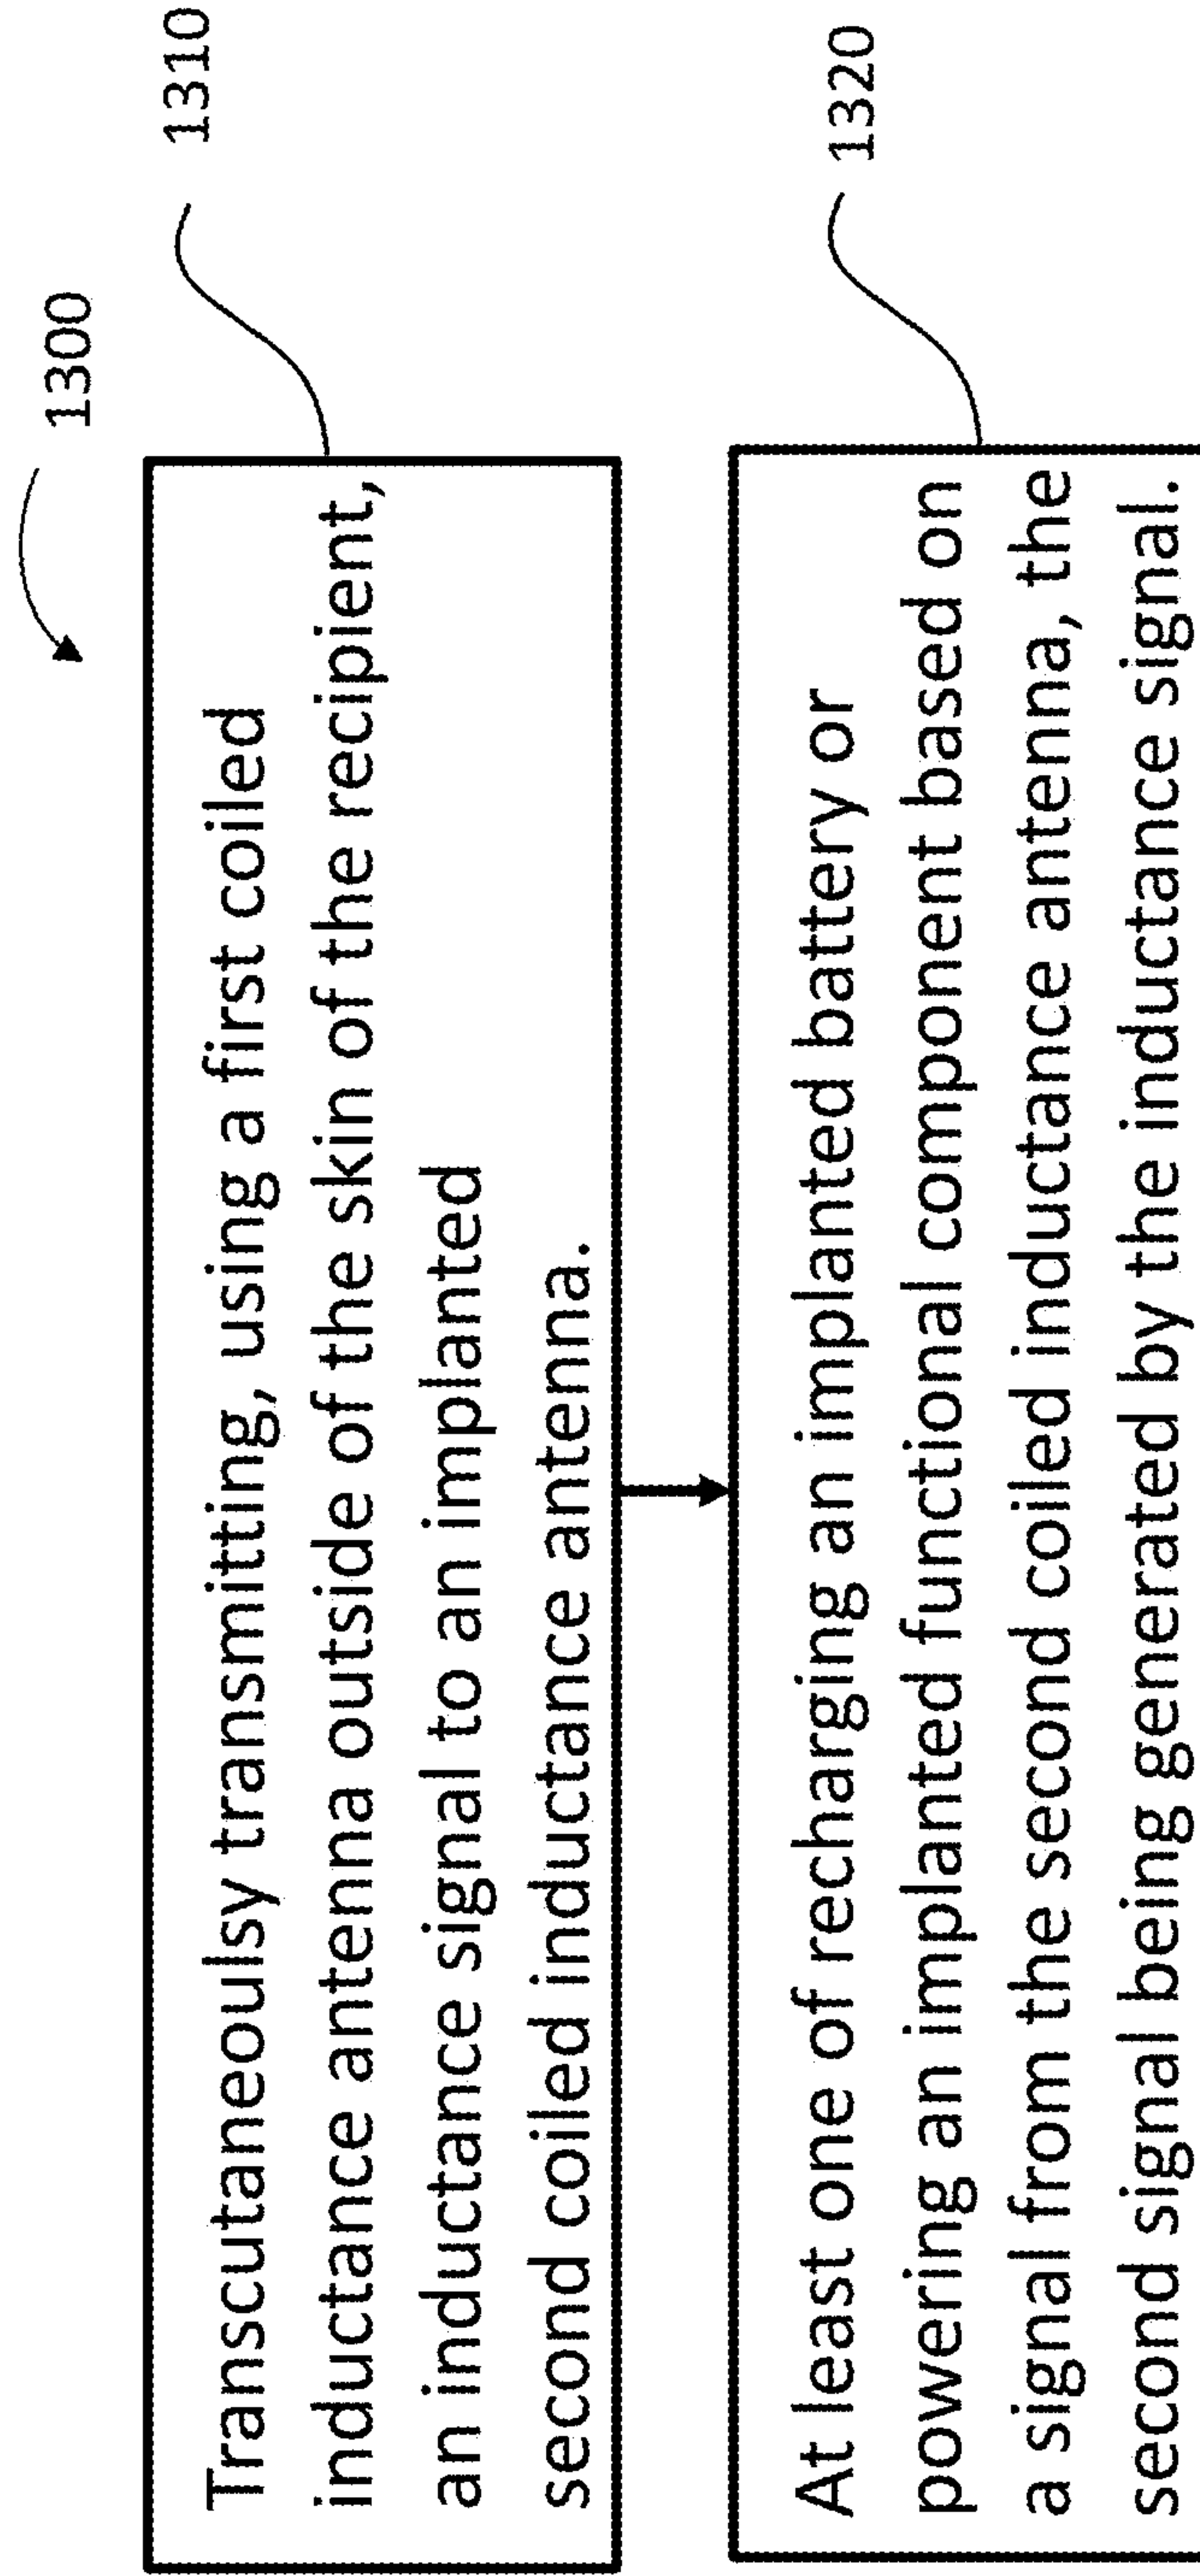 1300
1310
Transcutaneoulsy transmitting, using a first coiled
inductance antenna outside of the skin of the recipient,
an inductance signal to an implanted
second coiled inductance antenna.
1320
At least one of recharging an implanted battery or
powering an implanted functional component based on
a signal from the second coiled inductance antenna, the
second signal being generated by the inductance signal.